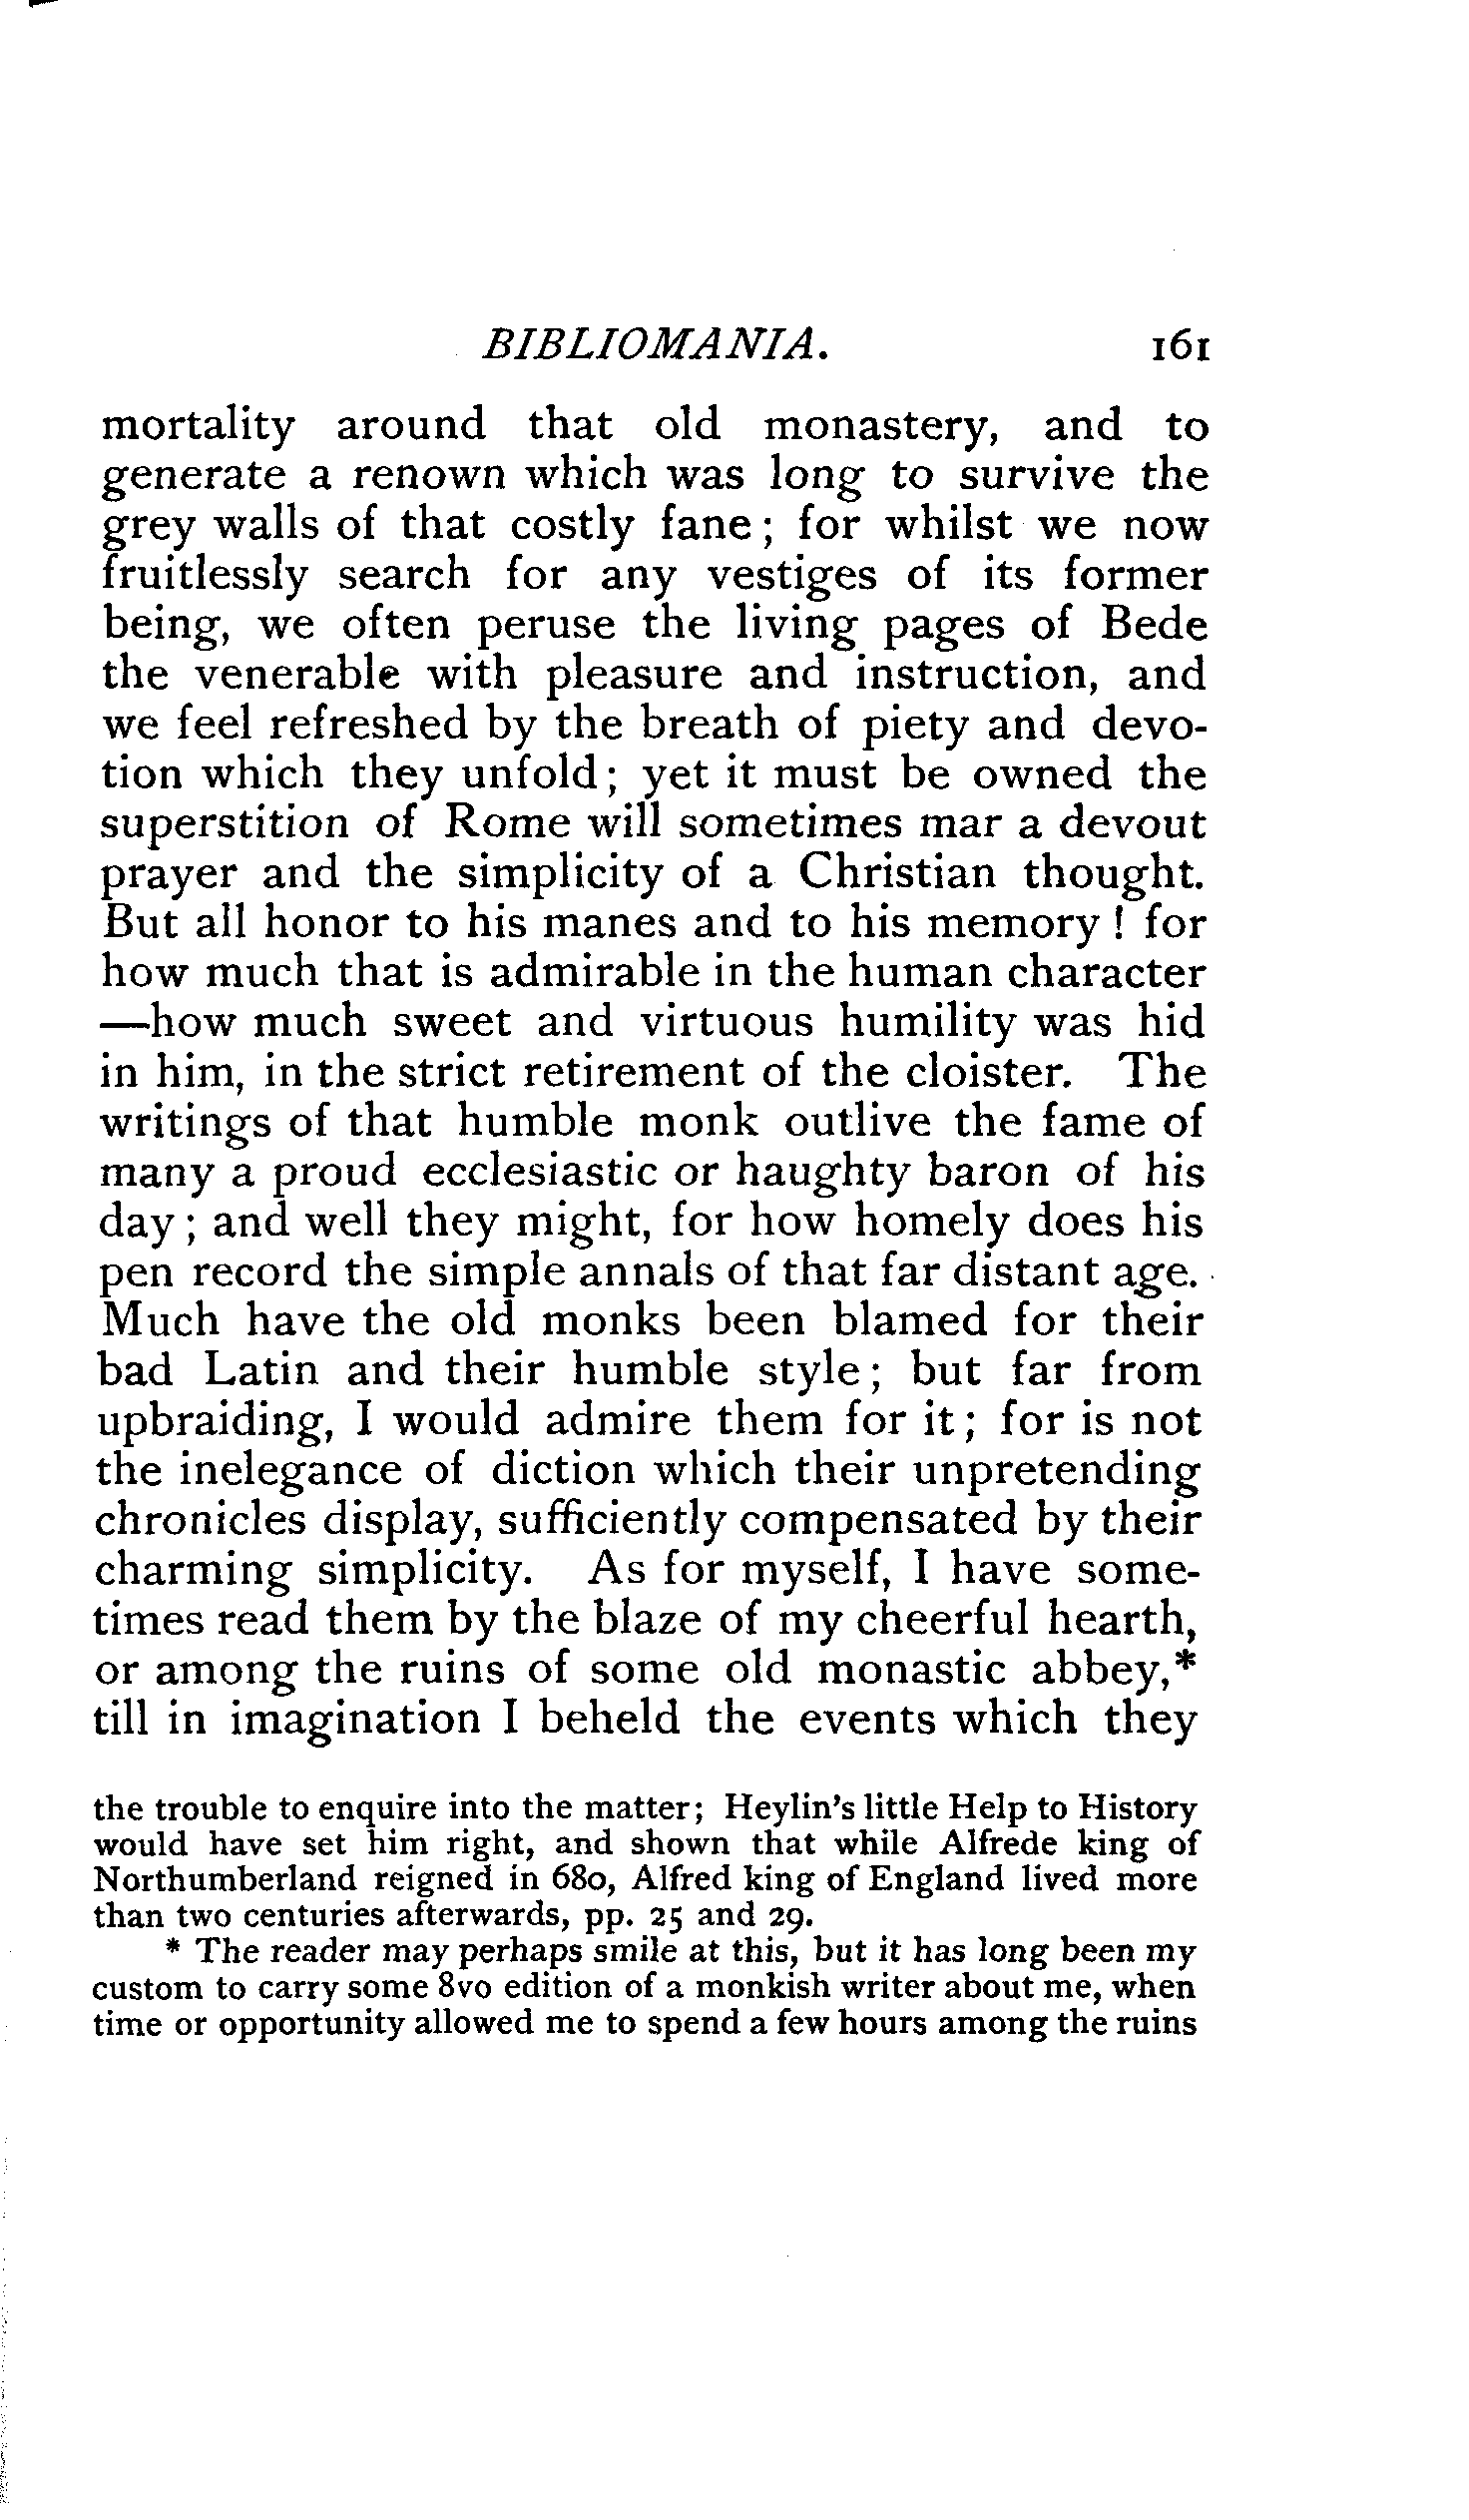 BIBLIOMANIA. 161
mortality around that old monastery, and to
generate a renown which was long to survive the
grey walls of that costly fane; for whilst we now
fruitlessly search for any vestiges of its former
being, we often peruse the living pages of Bede
the venerable with pleasure and instruction, and
we feel refreshed by the breath of piety and devo-
tion which they unfold; yet it must be owned the
superstition of Rome will sometimes mar a devout
prayer and the simplicity of a Christian thought.
But all honor to his manes and to his memory! for
how much that is admirable in the human character
—how much sweet and virtuous humility was hid
in him, in the strict retirement of the cloister. The
writings of that humble monk outlive the fame of
many a proud ecclesiastic or haughty baron of his
day; and well they might, for how homely does his
pen record the simple annals of that far distant age.
Much have the old monks been blamed for their
bad Latin and their humble style; but far from
upbraiding, I would admire them for it; for is not
the inelegance of diction which their unpretending
chronicles display, sufficiently compensated by their
charming simplicity. As for myself, I have some-
times read them by the blaze of my cheerful hearth,
or among the ruins of some old monastic abbey,*
till in imagination I beheld the events which they
the trouble to enquire into the matter; Heylin's little Help to History
would have set him right, and shown that while Alfrede king of
Northumberland reigned in 680, Alfred king of England lived more
than two centuries afterwards, pp. 25 and 29.
* The reader may perhaps smile at this, but it has long been my
custom to carry some 8vo edition of a monkish writer about me, when
time or opportunity allowed me to spend a few hours among the ruins